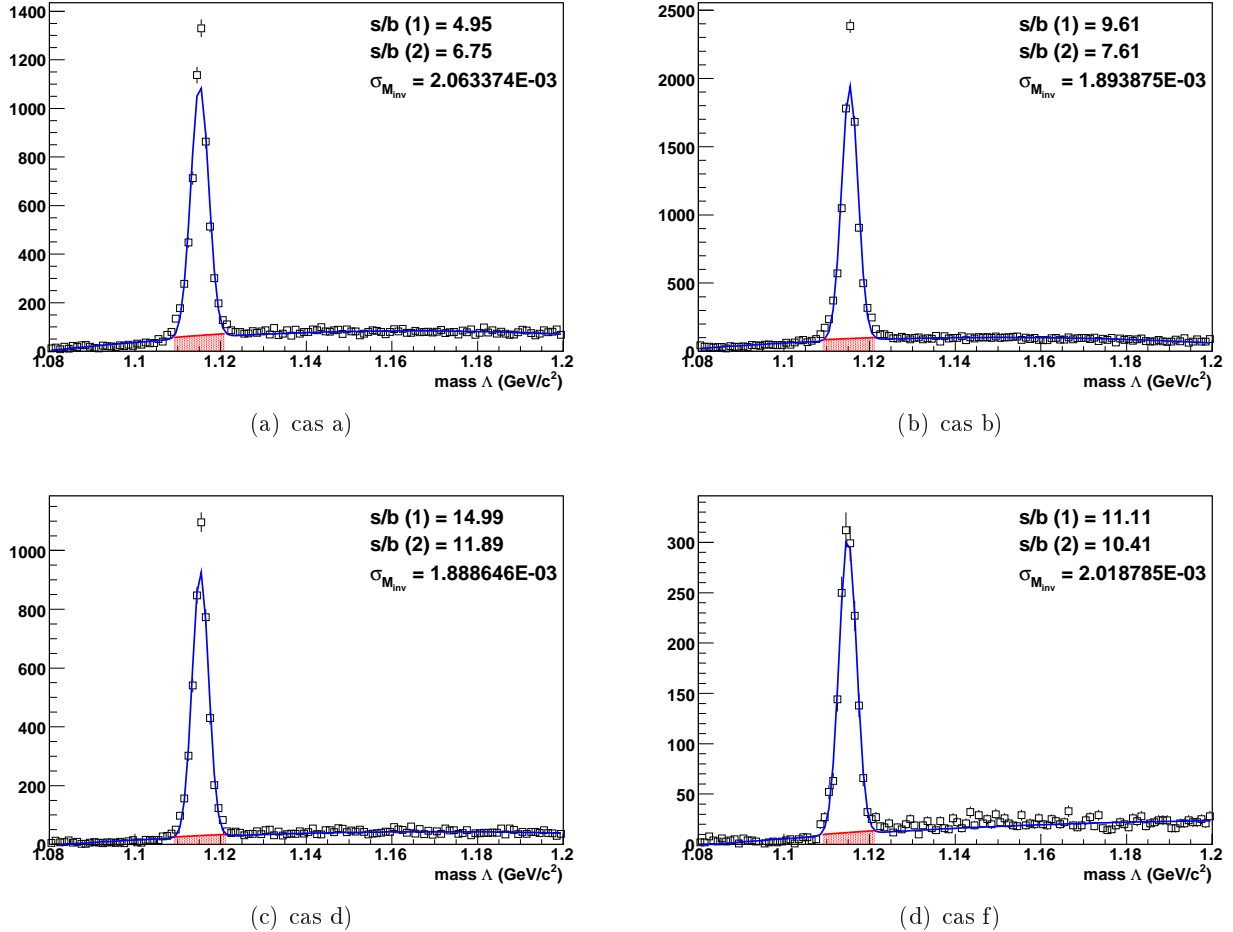 1400
1200
1000
800
600
400
200
0
1.08 1.1 1.12 1.14 1.16 1.18 1.2
mass Λ (GeV/c²)
s/b (1) = 4.95
s/b (2) = 6.75
σ_{M_{inv}} = 2.063374E-03
(a) cas a)
2500
2000
1500
1000
500
0
1.08 1.1 1.12 1.14 1.16 1.18 1.2
mass Λ (GeV/c²)
s/b (1) = 9.61
s/b (2) = 7.61
σ_{M_{inv}} = 1.893875E-03
(b) cas b)
1000
800
600
400
200
0
1.08 1.1 1.12 1.14 1.16 1.18 1.2
mass Λ (GeV/c²)
s/b (1) = 14.99
s/b (2) = 11.89
σ_{M_{inv}} = 1.888646E-03
(c) cas d)
300
250
200
150
100
50
0
1.08 1.1 1.12 1.14 1.16 1.18 1.2
mass Λ (GeV/c²)
s/b (1) = 11.11
s/b (2) = 10.41
σ_{M_{inv}} = 2.018785E-03
(d) cas f)